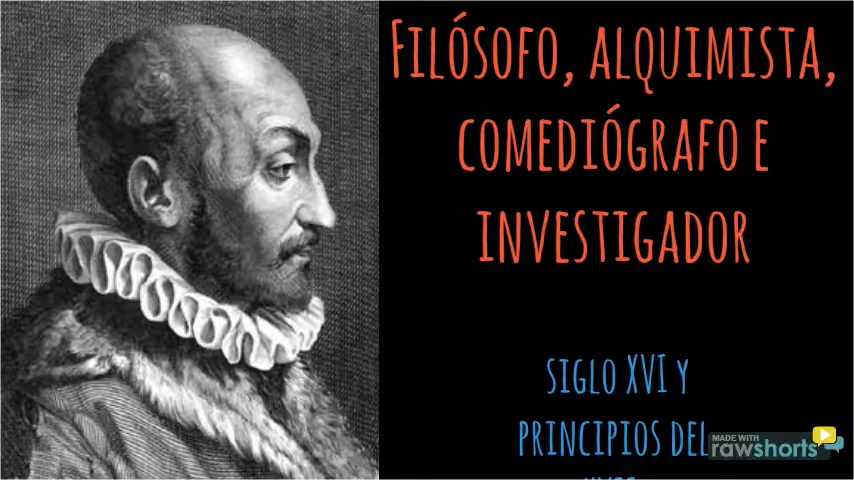 Filósofo, alquimista,
comediógrafo e
investigador
siglo XVI y
principios del
MADE WITH
rawshorts